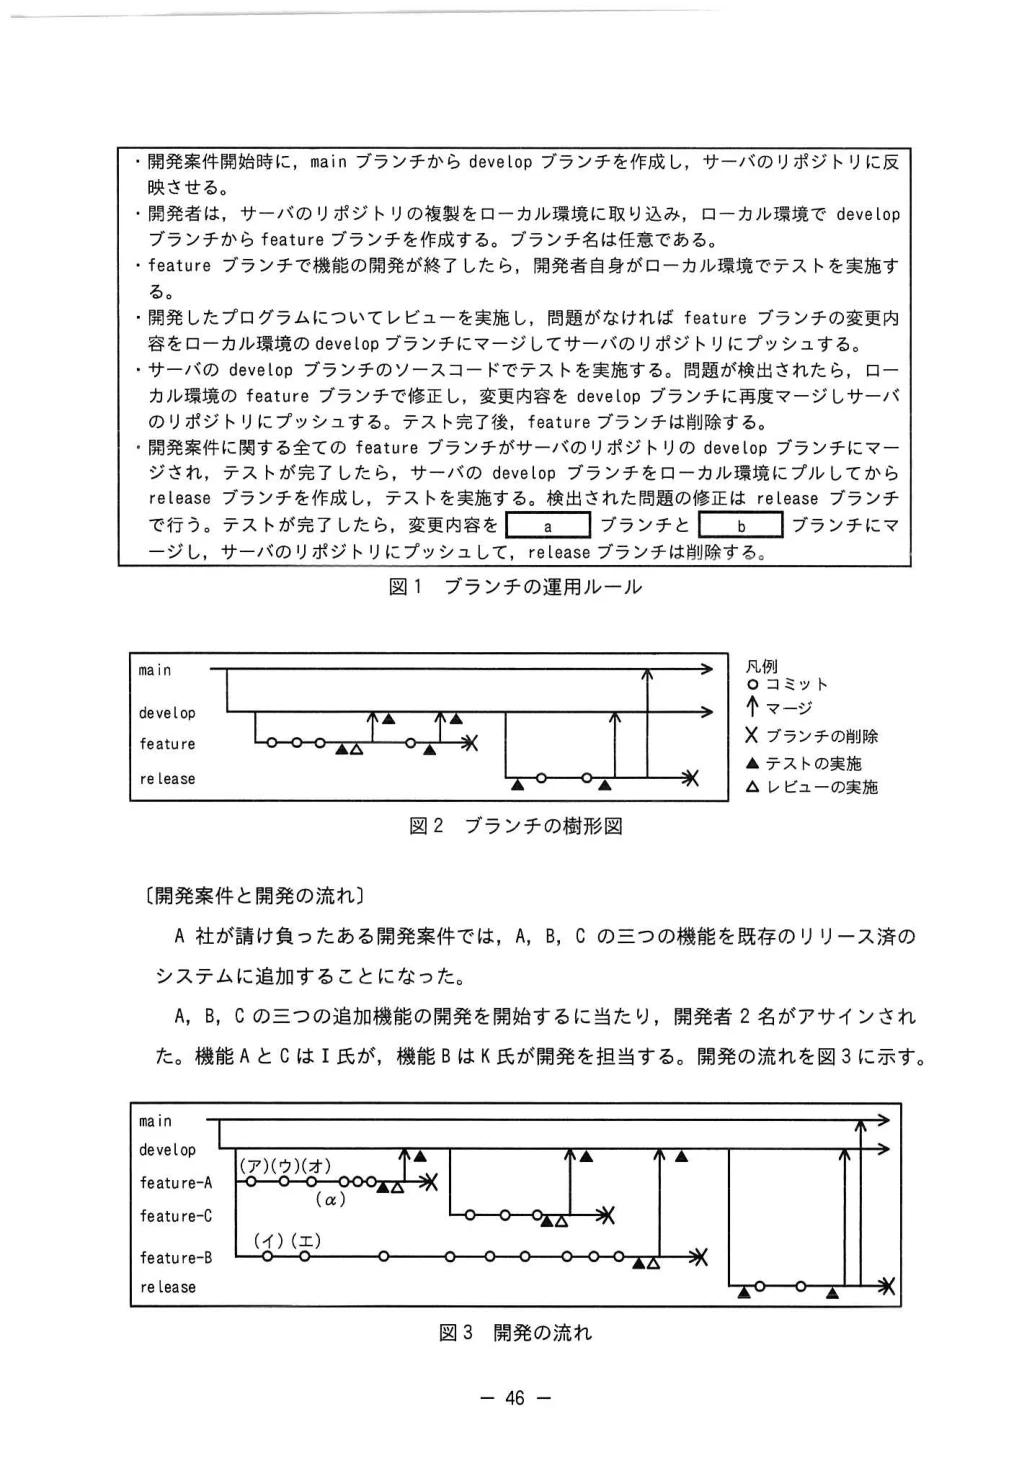 ・開発案件開始時に，main ブランチから develop ブランチを作成し，サーバのリポジトリに反
映させる。
・開発者は，サーバのリポジトリの複製をローカル環境に取り込み，ローカル環境で develop
ブランチから feature ブランチを作成する。ブランチ名は任意である。
・feature ブランチで機能の開発が終了したら，開発者自身がローカル環境でテストを実施す
る。
・開発したプログラムについてレビューを実施し，問題がなければ feature ブランチの変更内
容をローカル環境の develop ブランチにマージしてサーバのリポジトリにプッシュする。
・サーバの develop ブランチのソースコードでテストを実施する。問題が検出されたら，ロー
カル環境の feature ブランチで修正し，変更内容を develop ブランチに再度マージしサーバ
のリポジトリにプッシュする。テスト完了後，feature ブランチは削除する。
・開発案件に関する全ての feature ブランチがサーバのリポジトリの develop ブランチにマー
ジされ，テストが完了したら，サーバの develop ブランチをローカル環境にプルしてから
release ブランチを作成し，テストを実施する。検出された問題の修正は release ブランチ
で行う。テストが完了したら，変更内容を a ブランチと b ブランチにマ
ージし，サーバのリポジトリにプッシュして，release ブランチは削除する。
図1 ブランチの運用ルール
main
develop
feature
release
凡例
コミット
マージ
ブランチの削除
テストの実施
レビューの実施
図2 ブランチの樹形図
〔開発案件と開発の流れ〕
A 社が請け負ったある開発案件では，A，B，C の三つの機能を既存のリリース済の
システムに追加することになった。
A，B，C の三つの追加機能の開発を開始するに当たり，開発者 2 名がアサインされ
た。機能 A と C は I 氏が，機能 B は K 氏が開発を担当する。開発の流れを図 3 に示す。
main
develop
(ア)(ウ)(オ)
feature-A
(α)
feature-C
(イ)(エ)
feature-B
release
図3 開発の流れ
－ 46 －